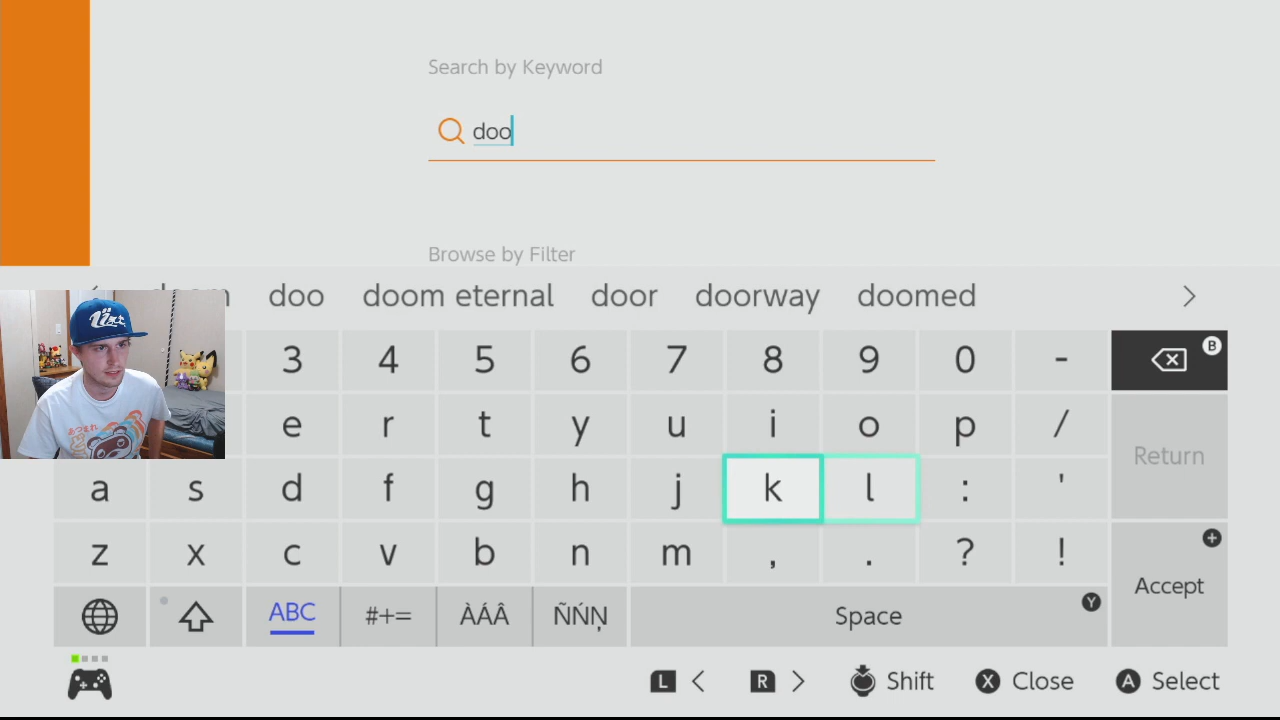 Search by Keyword
doo
Browse by Filter
doo doom eternal door doorway doomed
3 4 5 6 7 8 9 0 - B
e r t y u i o p / Return
a s d f g h j k l : '
z x c v b n m , . ? ! + Accept
ABC #+= ÀÁÂ ÑŃŅ Space Y
L < R > Shift X Close A Select